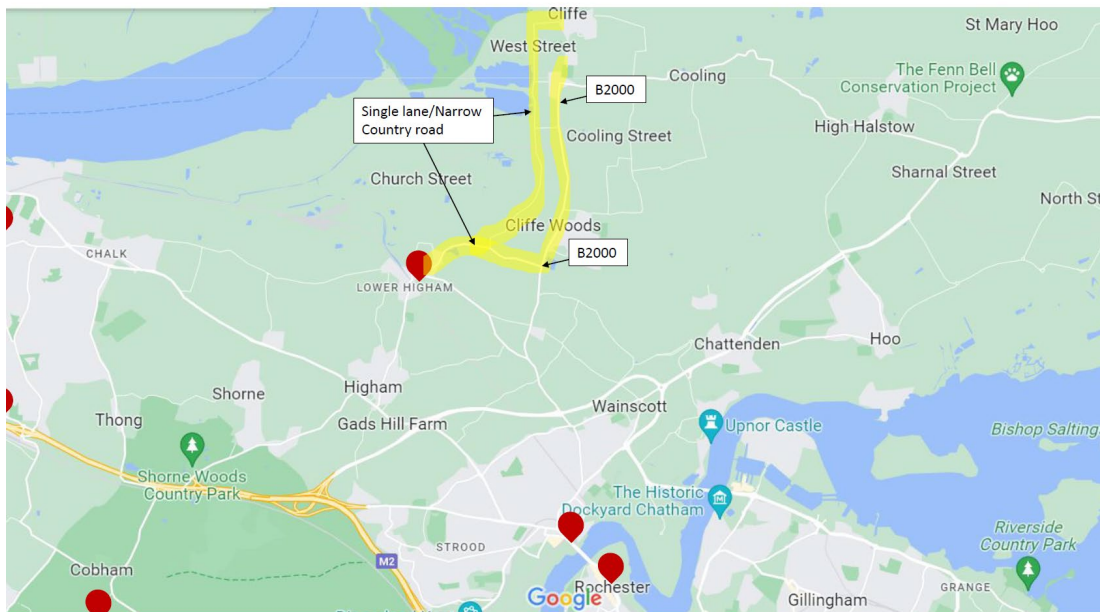 Cliffe
St Mary Hoo
West Street
Cooling
The Fenn Bell
Conservation Project
B2000
Single lane/Narrow
Country road
High Halstow
Cooling Street
Sharnal Street
Church Street
North St
Cliffe Woods
B2000
CHALK
LOWER HIGHAM
Hoo
Chattenden
Higham
Shorne
Wainscott
Thong
Gads Hill Farm
Upnor Castle
Bishop Saltings
Shorne Woods
Country Park
The Historic
Dockyard Chatham
Riverside
Country Park
STROOD
M2
Cobham
Rochester
GRANGE
Google
Gillingham